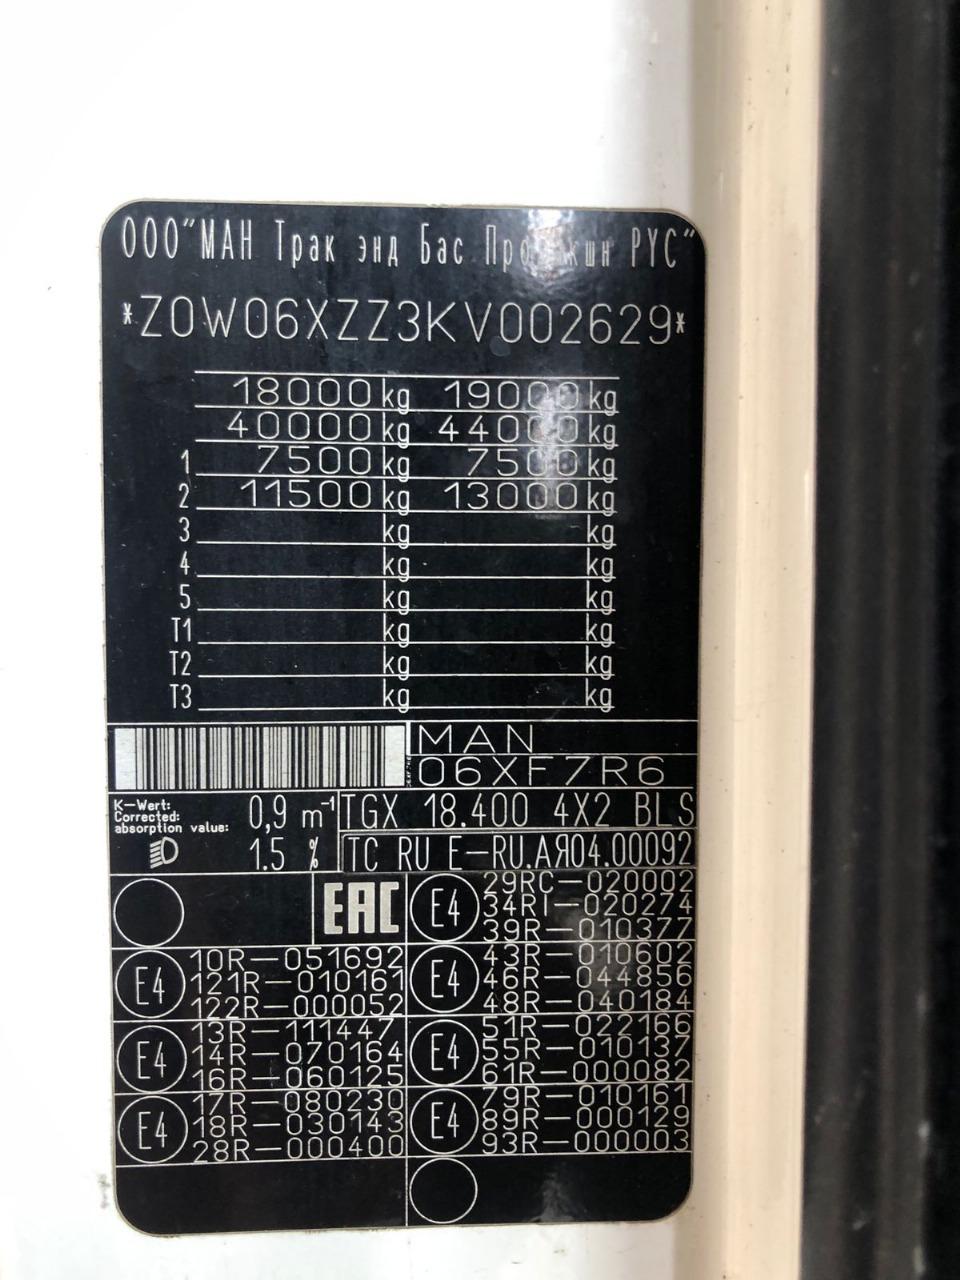 ООО"МАН Трак энд Бас Продакшн РУС"
*Z0W06XZZ3KV002629*
18000 kg 19000 kg
40000 kg 44000 kg
1 7500 kg 7500 kg
2 11500 kg 13000 kg
3 kg kg
4 kg kg
5 kg kg
T1 kg kg
T2 kg kg
T3 kg kg
MAN
06XF7R6
K-Wert:
Corrected:
absorption value:
0,9 m⁻¹
1.5 %
TGX 18.400 4X2 BLS
TC RU E-RU.АЯ04.00092
EAC
E4
29RC-020002
34RI-020274
39R-010377
E4
10R-051692
121R-010161
122R-000052
E4
43R-010602
46R-044856
48R-040184
E4
13R-111447
14R-070164
16R-060125
E4
51R-022166
55R-010137
61R-000082
E4
17R-080230
18R-030143
28R-000400
E4
79R-010161
89R-000129
93R-000003